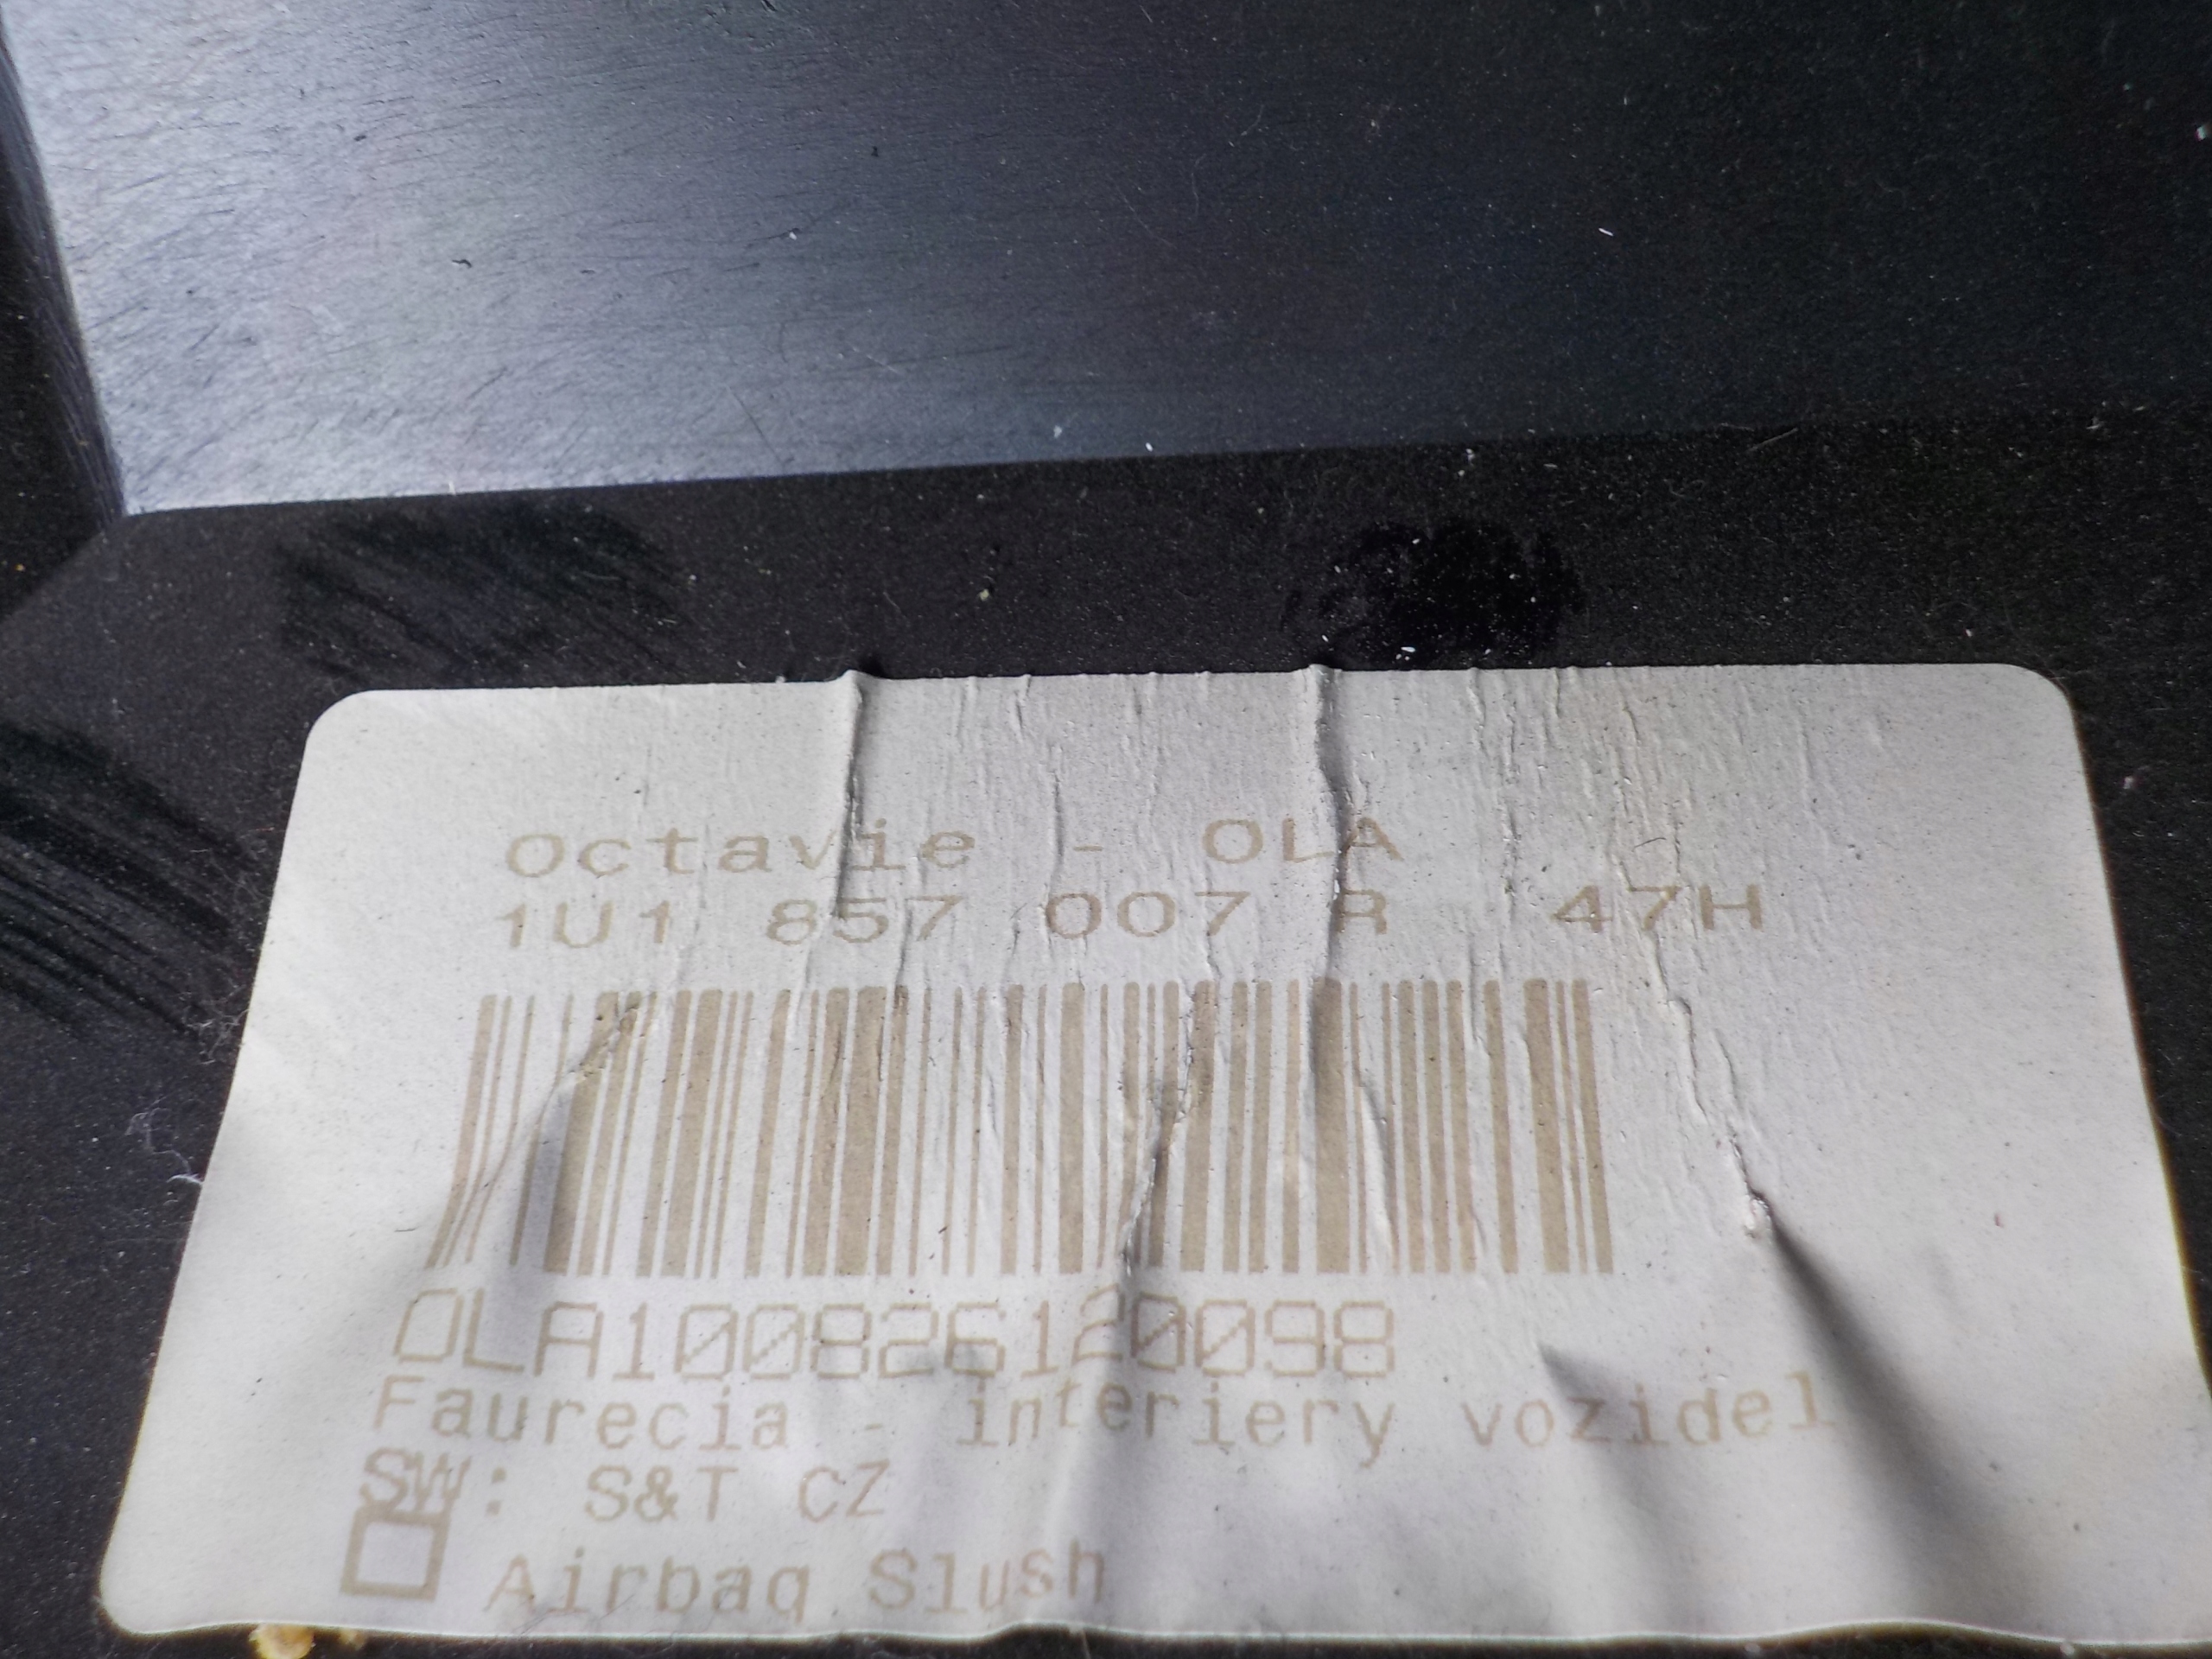 Octavie - OLA
1U1 857 007 R 47H
OLA100826120098
Faurecia - interiery vozidel
SW: S&T CZ
Airbag Slush